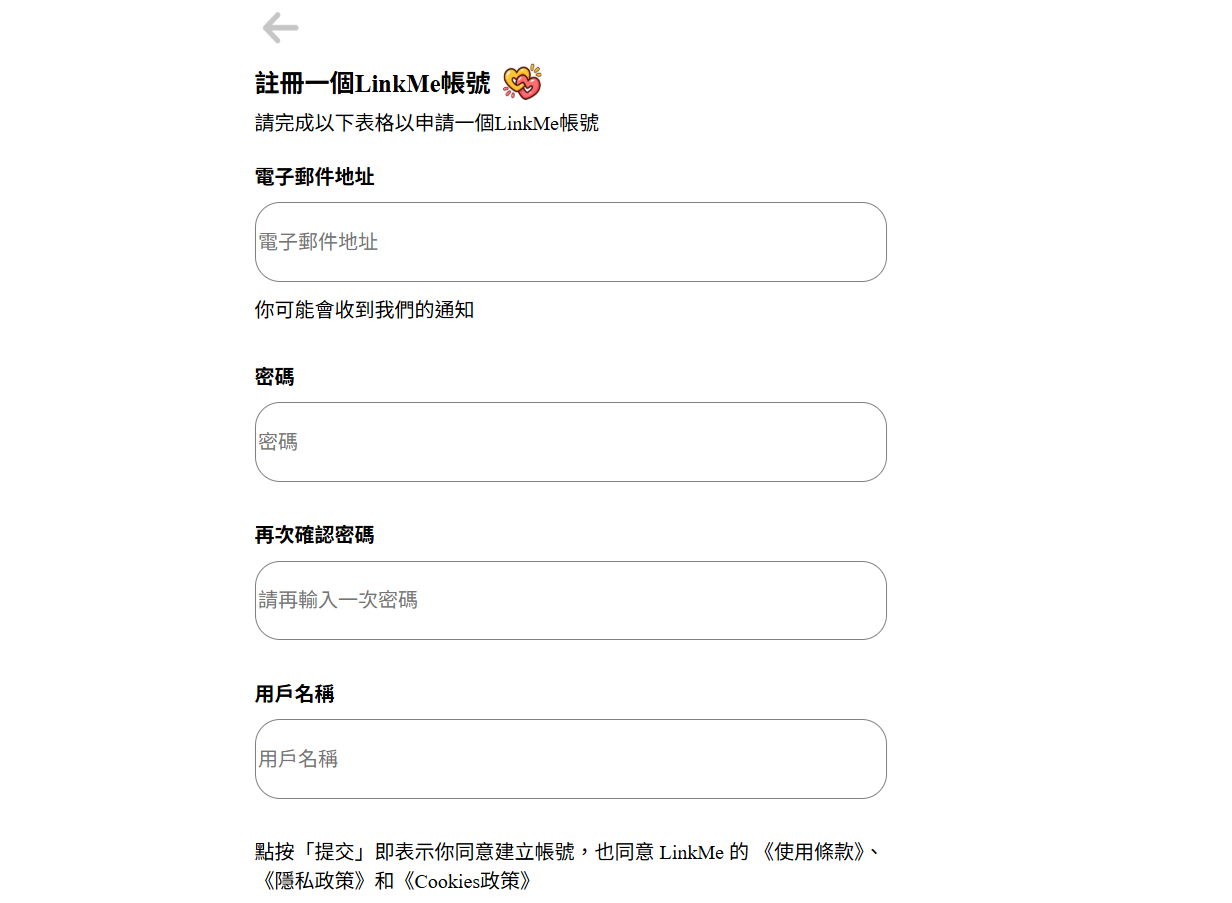 註冊一個LinkMe帳號
請完成以下表格以申請一個LinkMe帳號
電子郵件地址
電子郵件地址
你可能會收到我們的通知
密碼
密碼
再次確認密碼
請再輸入一次密碼
用戶名稱
用戶名稱
點按「提交」即表示你同意建立帳號，也同意 LinkMe 的 《使用條款》、
《隱私政策》和《Cookies政策》